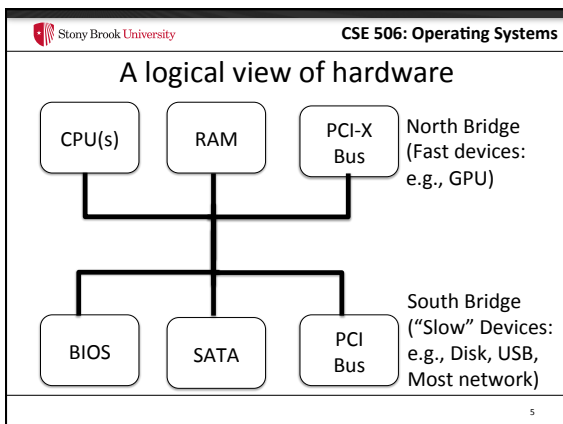 Stony Brook University
CSE 506: Operating Systems
A logical view of hardware
CPU(s)
RAM
PCI-X
Bus
North Bridge
(Fast devices:
e.g., GPU)
BIOS
SATA
PCI
Bus
South Bridge
("Slow" Devices:
e.g., Disk, USB,
Most network)
5